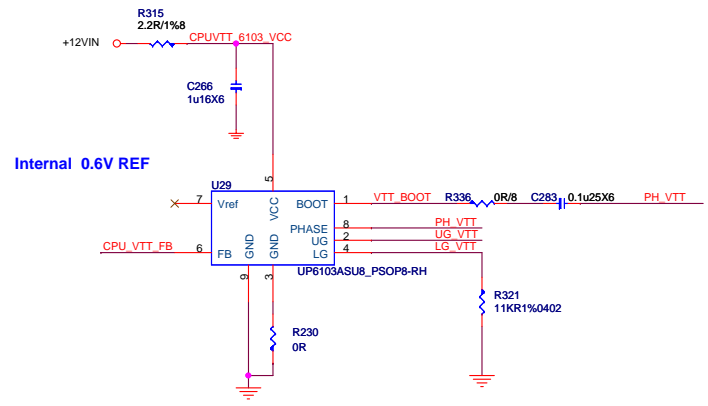 R315
2.2R/1%8
+12VIN
CPUVTT_6103_VCC
C266
1u16X6
Internal 0.6V REF
U29
5
7
Vref
VCC
BOOT
1
VTT_BOOT
R336
0R/8
C283
0.1u25X6
PH_VTT
PHASE
8
PH_VTT
UG
2
UG_VTT
CPU_VTT_FB
6
FB
GND
GND
LG
4
LG_VTT
9
3
UP6103ASU8_PSOP8-RH
R321
11KR1%0402
R230
0R